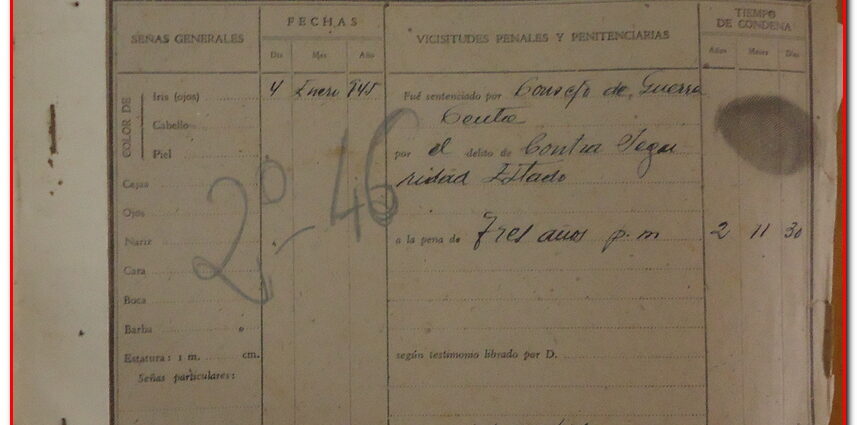 SEÑAS GENERALES
FECHAS
Día Mes Año
VICISTUDES PENALES Y PENITENCIARIAS
TIEMPO
DE CONDENA
Años Meses Días
COLOR DE
Iris (ojos)
Cabello
Piel
Cejas
Ojos
Nariz
Cara
Boca
Barba
Estatura: 1 m. cm.
Señas particulares:
4 Enero 945
Fué sentenciado por Consejo de Guerra
Ceuta
por el delito de Contra Segu
ridad Estado
a la pena de Tres años p. m 2 11 30
según testimonio librado por D.
2º - 46